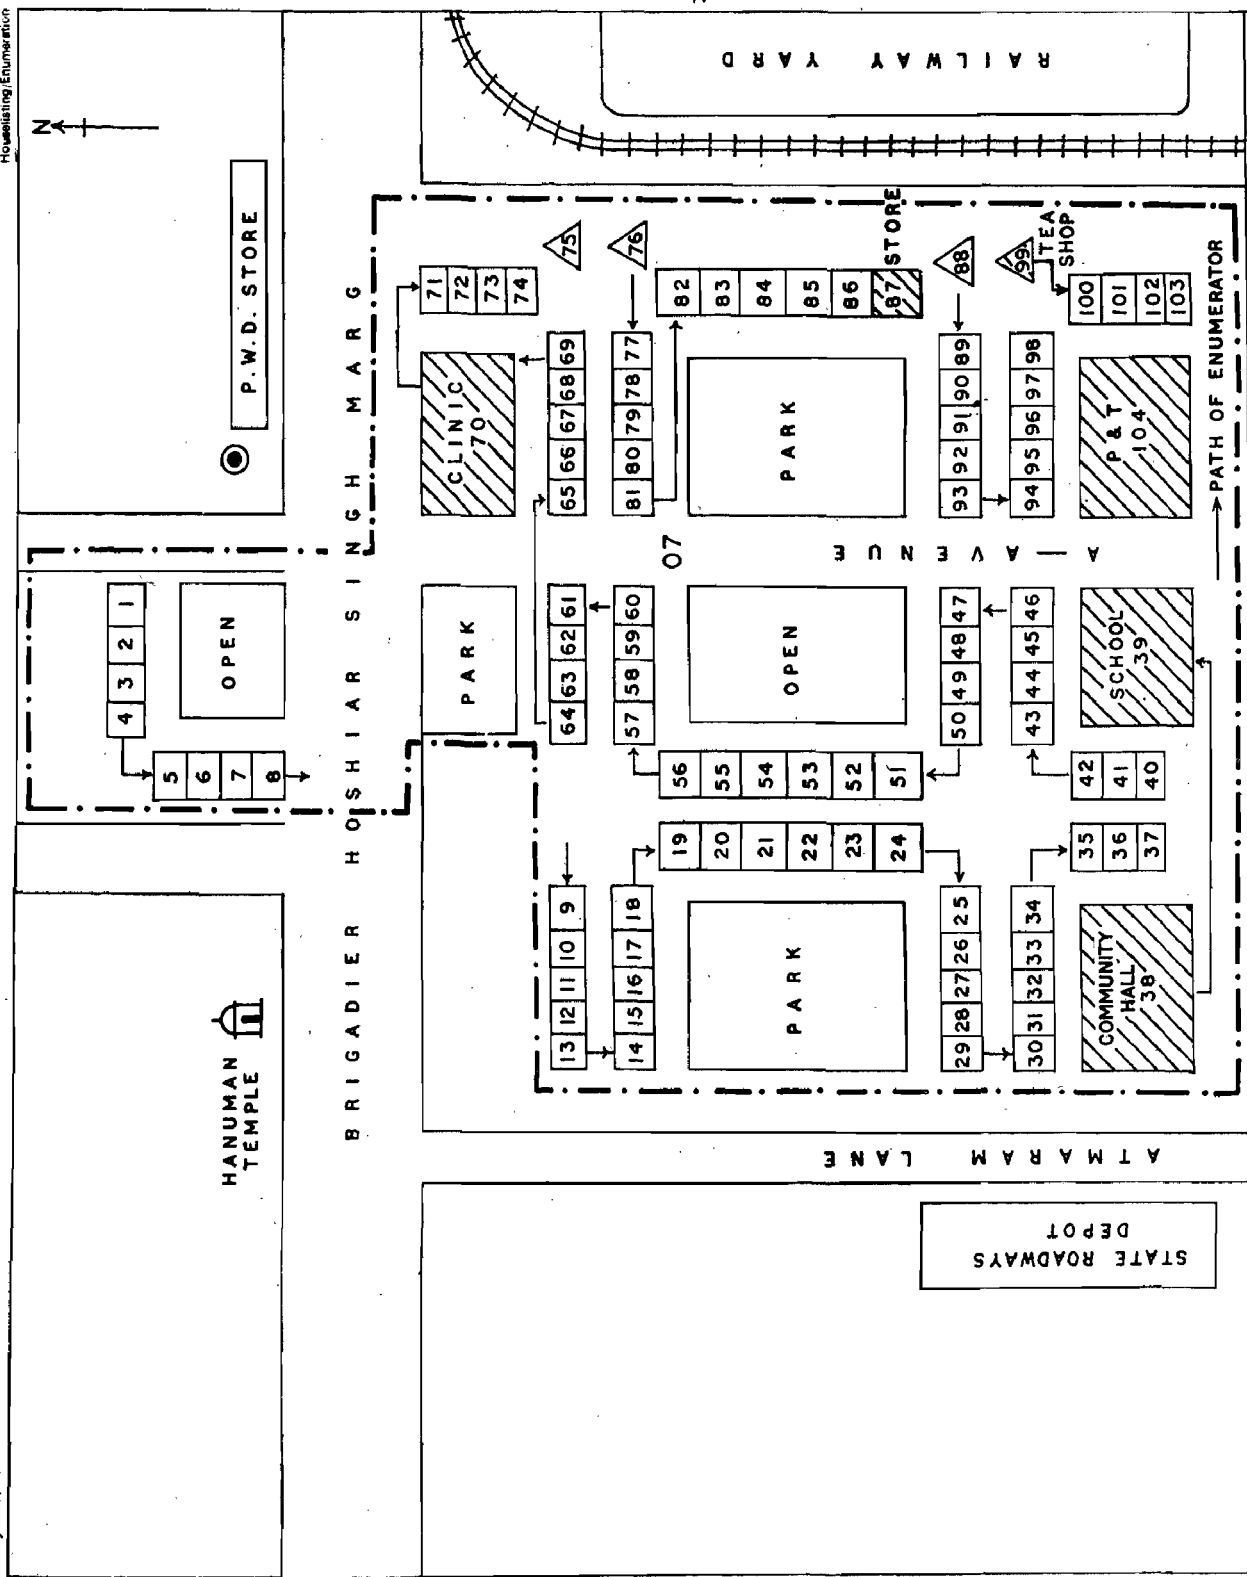 Houselisting/Enumeration
N
4 3 2 1
5
6
7
8
OPEN
P.W.D. STORE
HANUMAN
TEMPLE
BRIGADIER HOSHIAR SINGH MARG
PARK
CLINIC
70
71
72
73
74
13 12 11 10 9
64 63 62 61
65 66 67 68 69
75
14 15 16 17 18
57 58 59 60
81 80 79 78 77
76
07
19
20
21
22
23
24
56
55
54
53
52
51
82
83
84
85
86
87
STORE
PARK
OPEN
PARK
A—AVENUE
ATMARAM LANE
29 28 27 26 25
50 49 48 47
93 92 91 90 89
88
30 31 32 33 34
43 44 45 46
94 95 96 97 98
99
TEA
SHOP
35
36
37
42
41
40
100
101
102
103
COMMUNITY
HALL
38
SCHOOL
39
P & T
104
PATH OF ENUMERATOR
STATE ROADWAYS
DEPOT
RAILWAY YARD